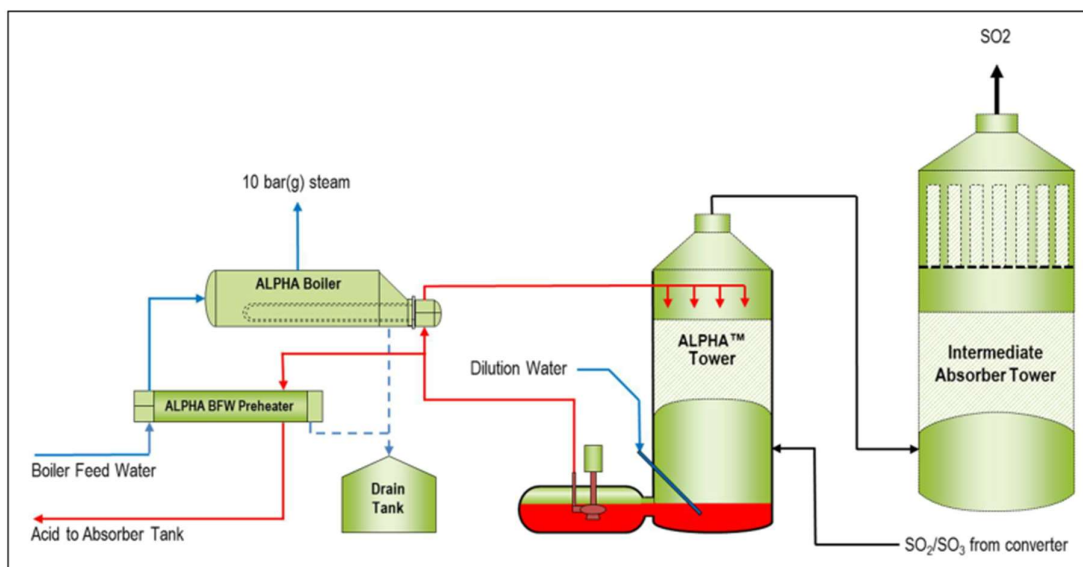 SO2
10 bar(g) steam
ALPHA Boiler
ALPHA™
Tower
Dilution Water
Intermediate
Absorber Tower
ALPHA BFW Preheater
Boiler Feed Water
Drain
Tank
Acid to Absorber Tank
SO₂/SO₃ from converter